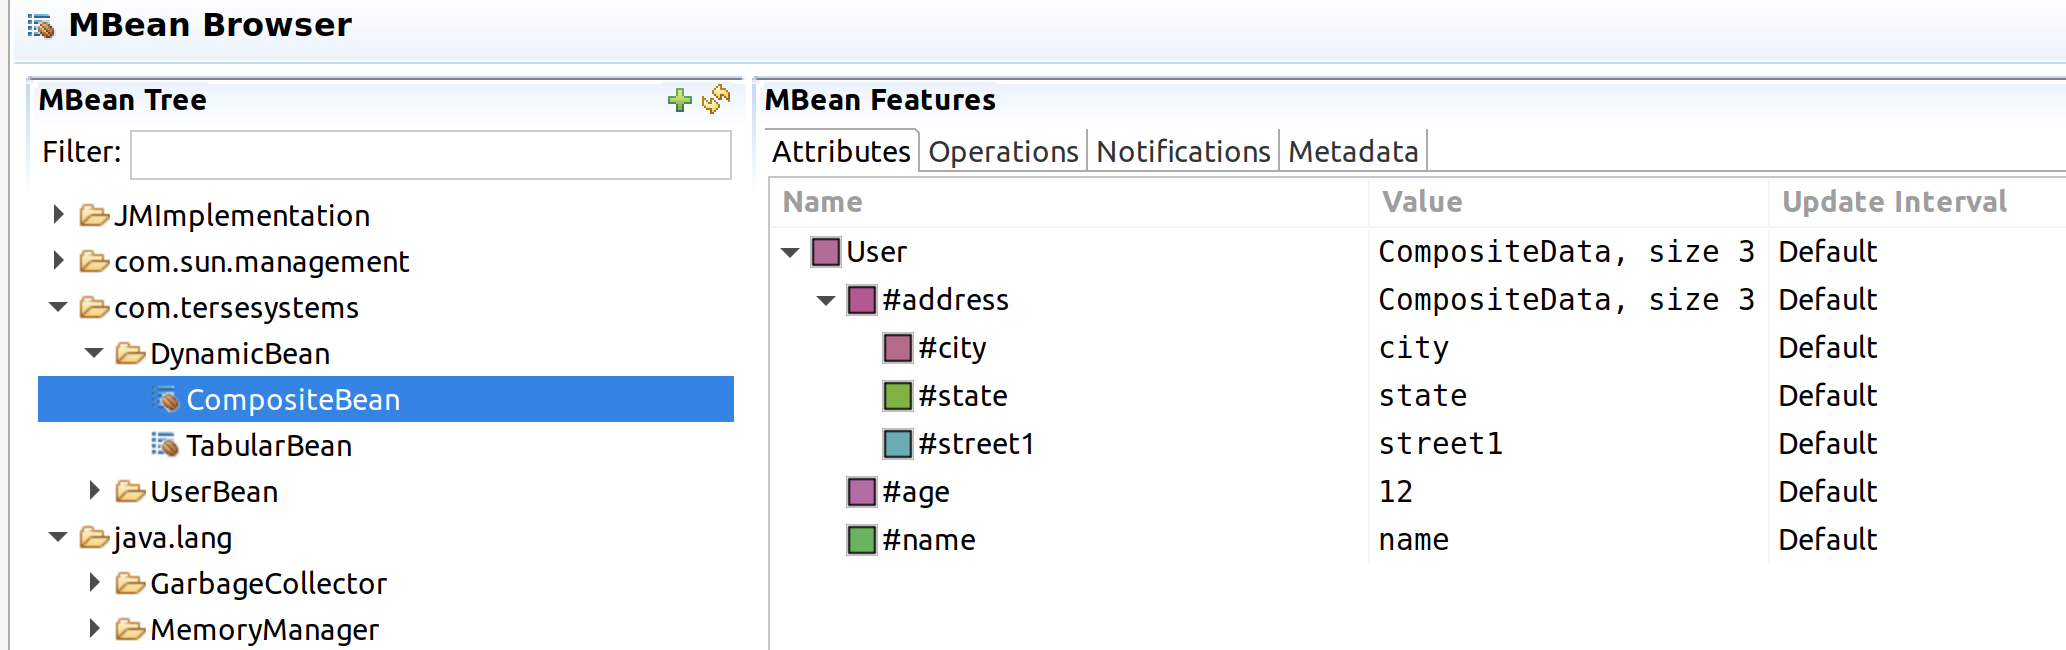 MBean Browser
MBean Tree
Filter:
JMImplementation
com.sun.management
com.tersesystems
DynamicBean
CompositeBean
TabularBean
UserBean
java.lang
GarbageCollector
MemoryManager
MBean Features
Attributes Operations Notifications Metadata
Name Value Update Interval
User CompositeData, size 3 Default
#address CompositeData, size 3 Default
#city city Default
#state state Default
#street1 street1 Default
#age 12 Default
#name name Default